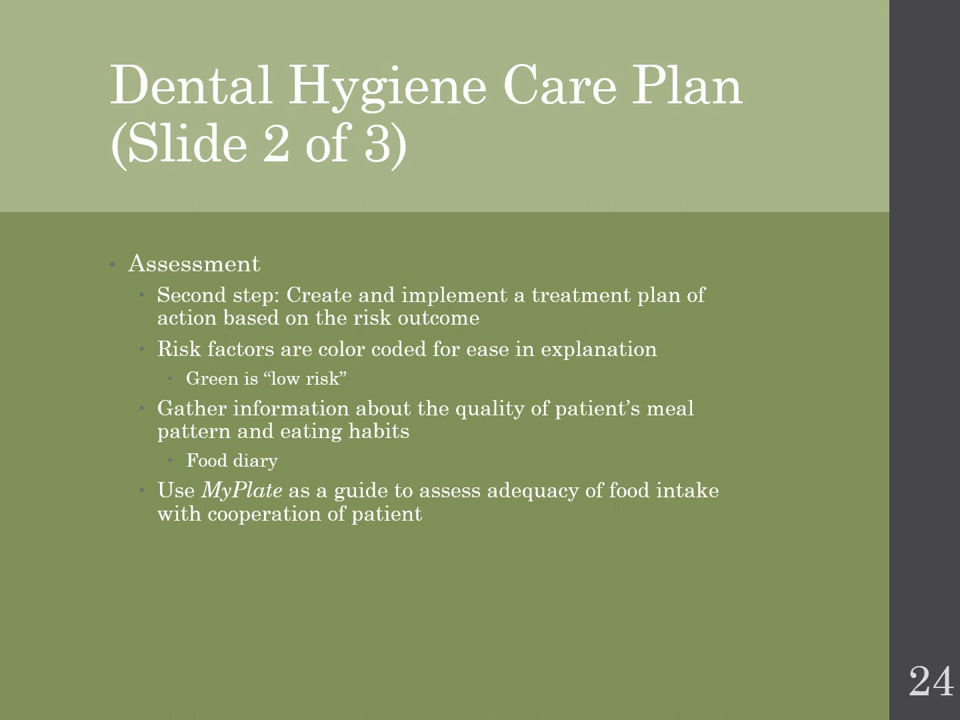 Dental Hygiene Care Plan
(Slide 2 of 3)
• Assessment
• Second step: Create and implement a treatment plan of
action based on the risk outcome
• Risk factors are color coded for ease in explanation
• Green is “low risk”
• Gather information about the quality of patient’s meal
pattern and eating habits
• Food diary
• Use MyPlate as a guide to assess adequacy of food intake
with cooperation of patient
24